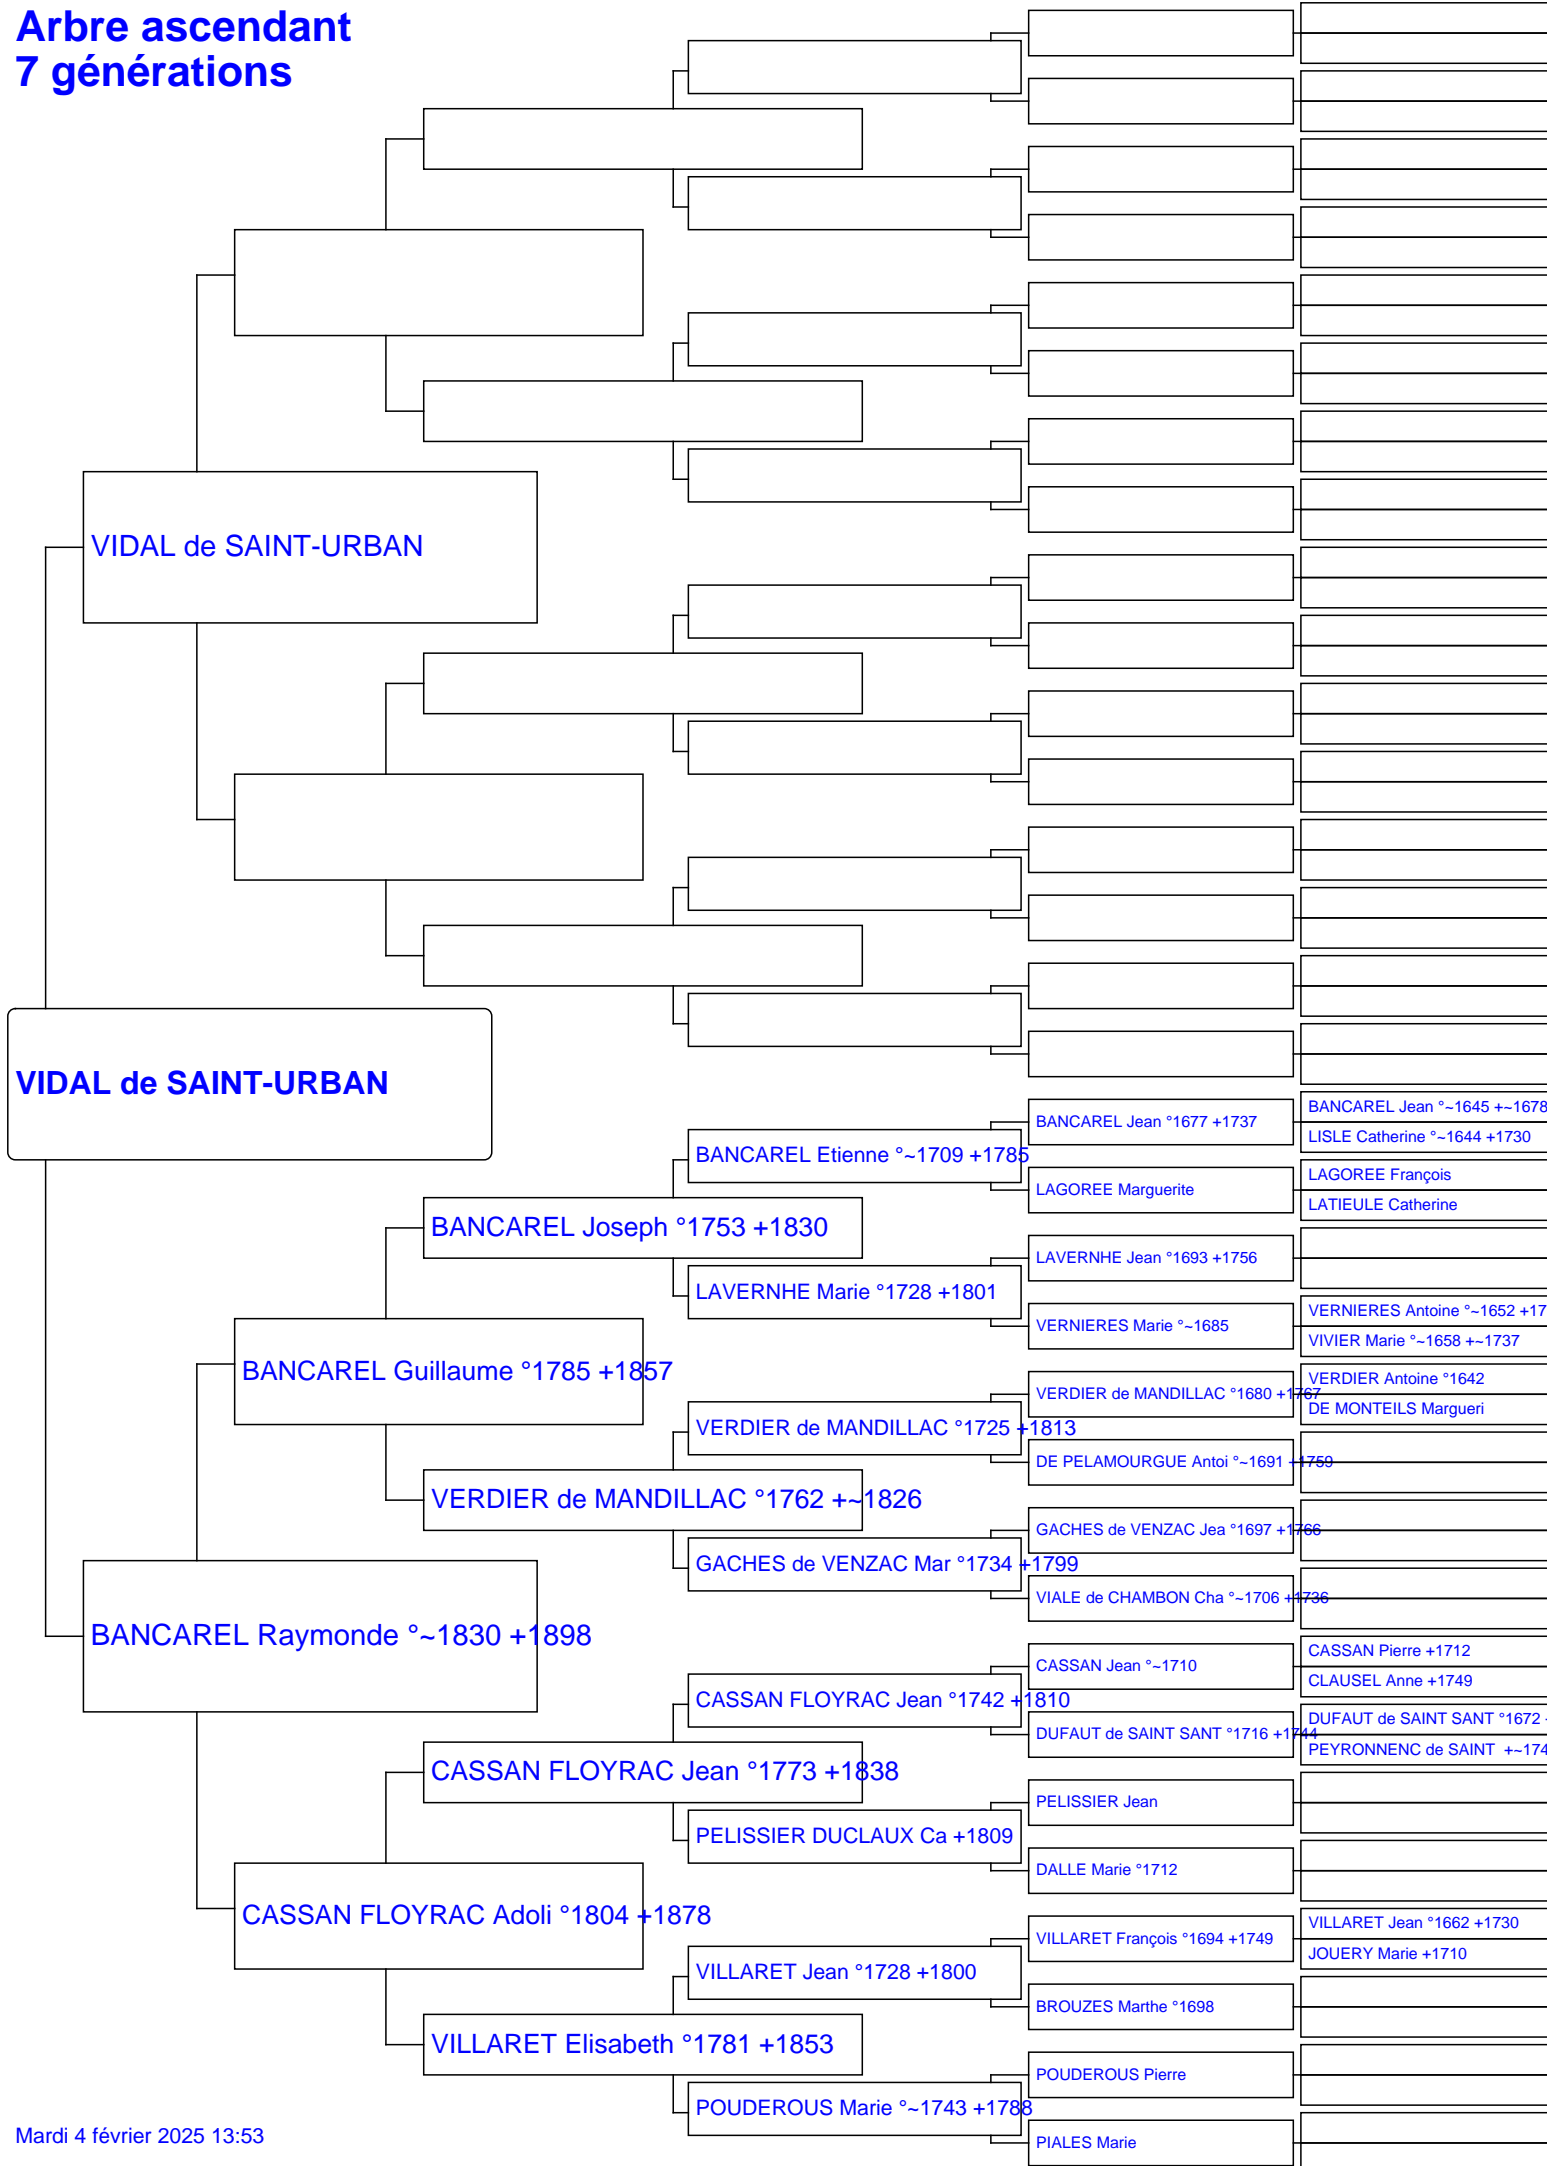 Arbre ascendant
7 générations
VIDAL de SAINT-URBAN
VIDAL de SAINT-URBAN
BANCAREL Jean °1677 +1737
BANCAREL Jean °~1645 +~1678
LISLE Catherine °~1644 +1730
BANCAREL Etienne °~1709 +1785
LAGOREE Marguerite
LAGOREE François
LATIEULE Catherine
BANCAREL Joseph °1753 +1830
LAVERNHE Jean °1693 +1756
LAVERNHE Marie °1728 +1801
VERNIERES Marie °~1685
VERNIERES Antoine °~1652 +17
VIVIER Marie °~1658 +~1737
BANCAREL Guillaume °1785 +1857
VERDIER de MANDILLAC °1680 +1767
VERDIER Antoine °1642
DE MONTEILS Margueri
VERDIER de MANDILLAC °1725 +1813
DE PELAMOURGUE Antoi °~1691 +1759
VERDIER de MANDILLAC °1762 +~1826
GACHES de VENZAC Jea °1697 +1766
GACHES de VENZAC Mar °1734 +1799
VIALE de CHAMBON Cha °~1706 +1736
BANCAREL Raymonde °~1830 +1898
CASSAN Jean °~1710
CASSAN Pierre +1712
CLAUSEL Anne +1749
CASSAN FLOYRAC Jean °1742 +1810
DUFAUT de SAINT SANT °1716 +1744
DUFAUT de SAINT SANT °1672
PEYRONNENC de SAINT +~174
CASSAN FLOYRAC Jean °1773 +1838
PELISSIER Jean
PELISSIER DUCLAUX Ca +1809
DALLE Marie °1712
CASSAN FLOYRAC Adoli °1804 +1878
VILLARET François °1694 +1749
VILLARET Jean °1662 +1730
JOUERY Marie +1710
VILLARET Jean °1728 +1800
BROUZES Marthe °1698
VILLARET Elisabeth °1781 +1853
POUDEROUS Pierre
POUDEROUS Marie °~1743 +1788
PIALES Marie
Mardi 4 février 2025 13:53